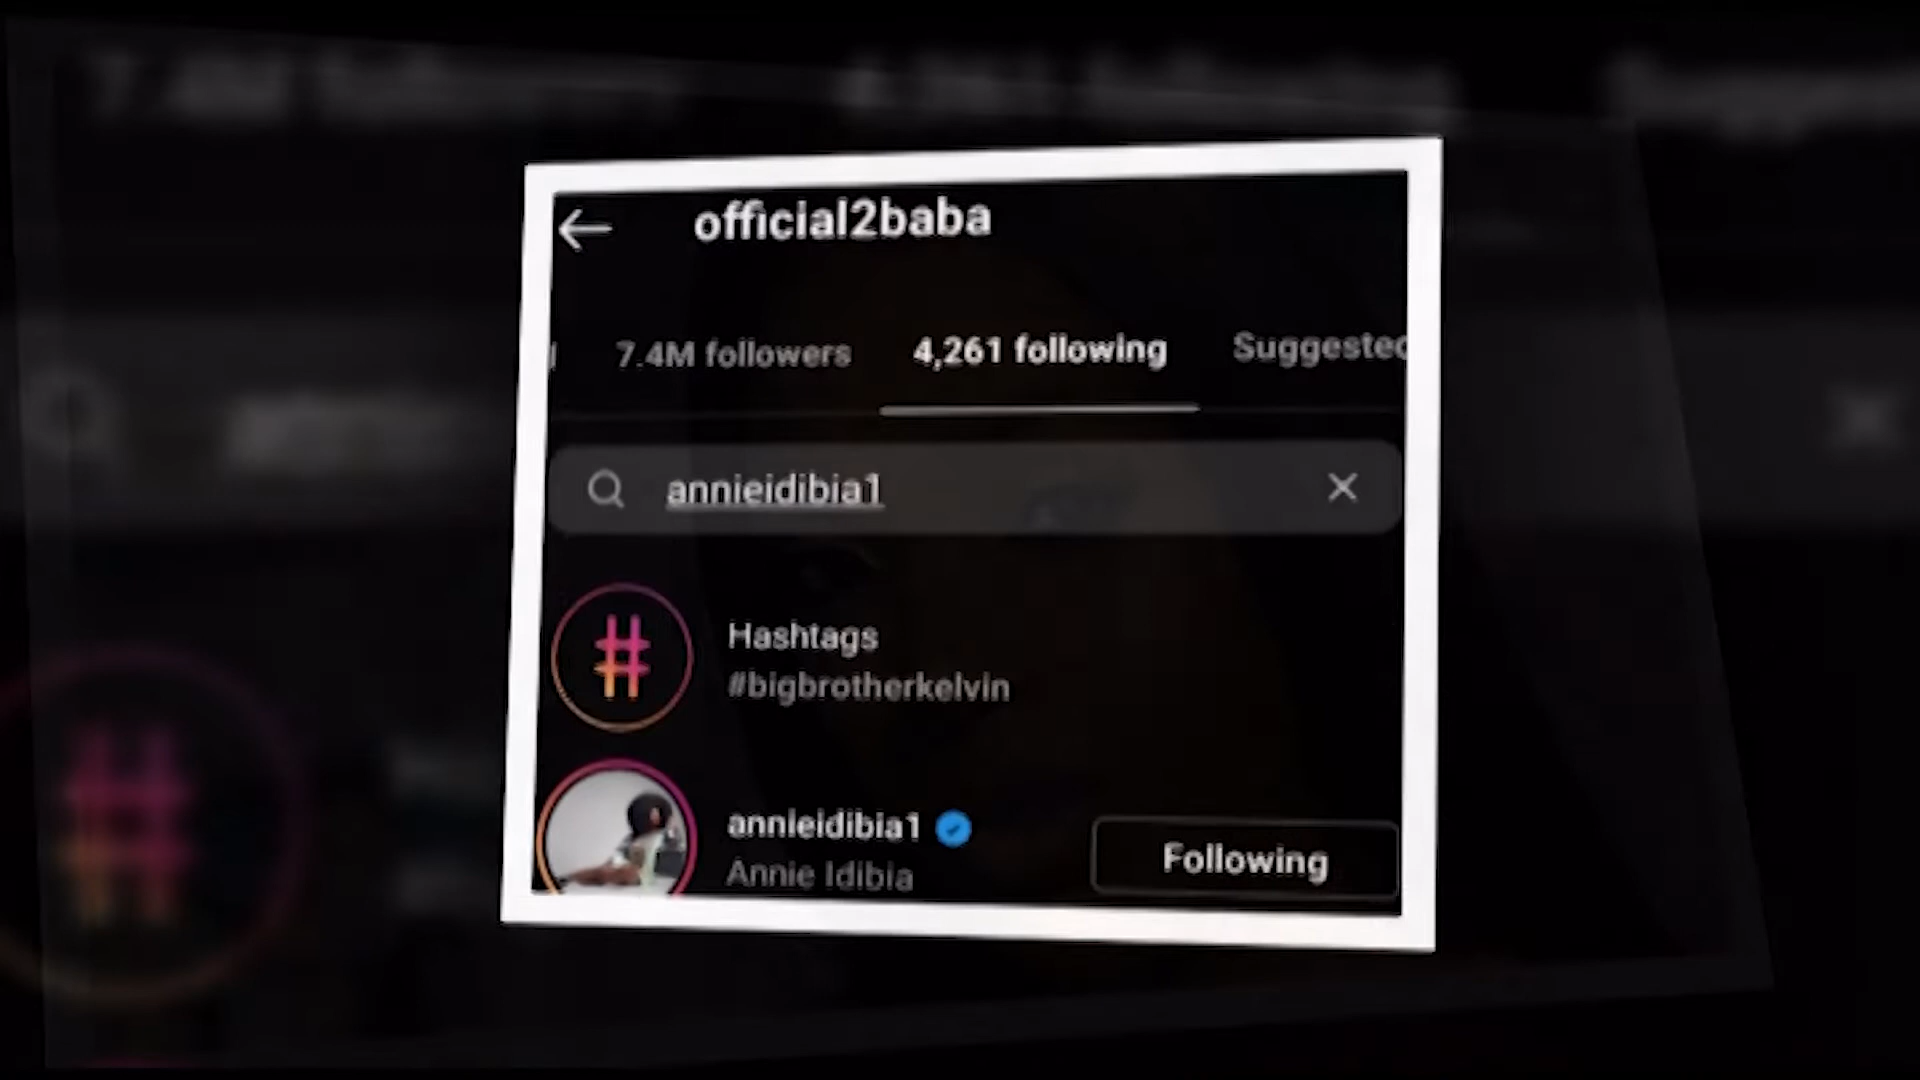 official2baba
7.4M followers 4,261 following Suggested
annieidibia1
Hashtags
#bigbrotherkelvin
annieidibia1
Annie Idibia
Following